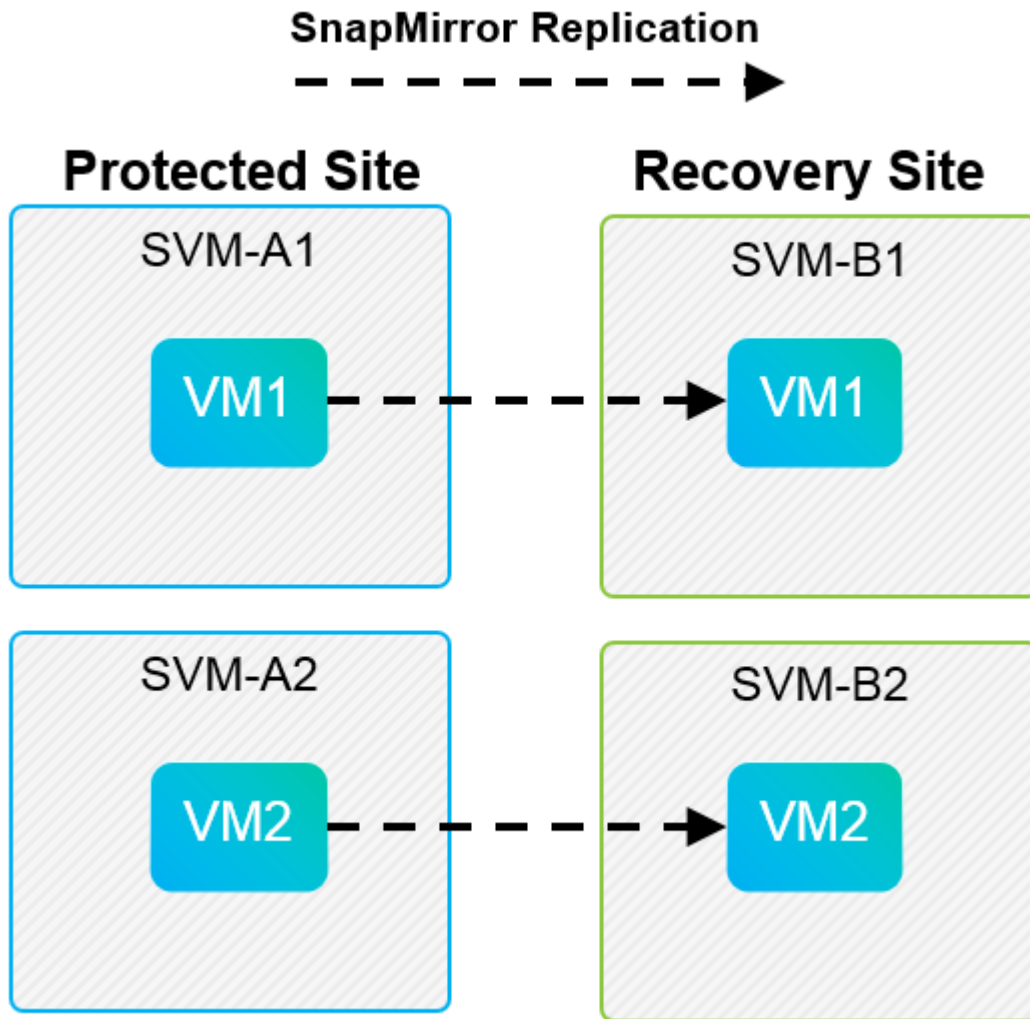 SnapMirror Replication
Protected Site
Recovery Site
SVM-A1
SVM-B1
VM1
VM1
SVM-A2
SVM-B2
VM2
VM2